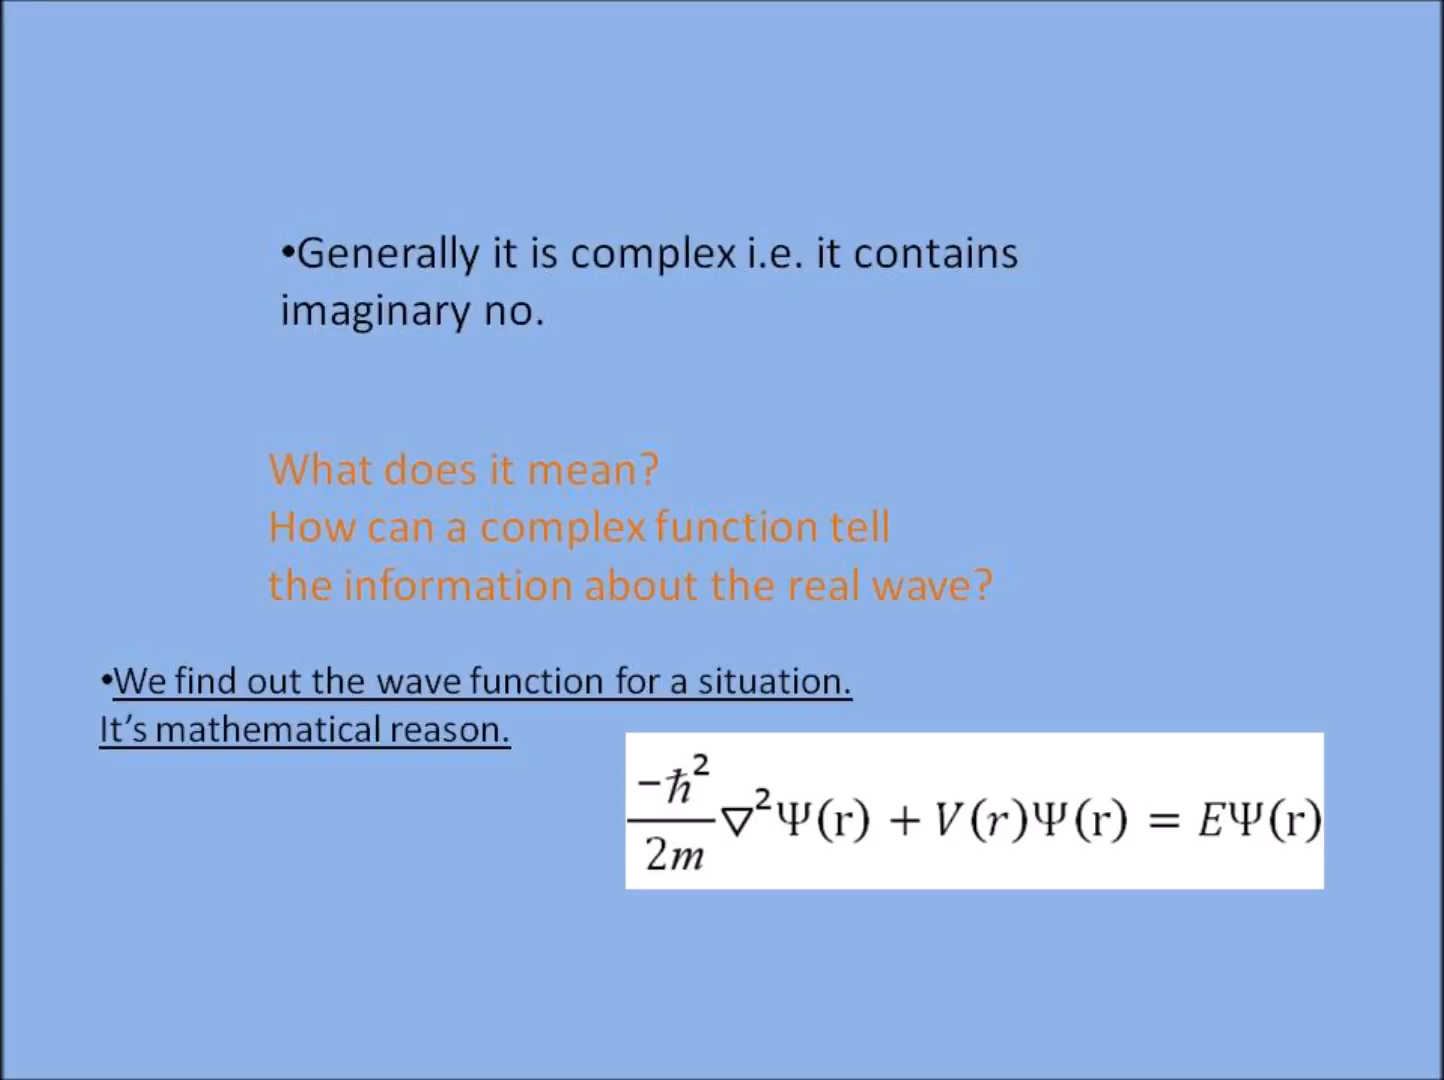 •Generally it is complex i.e. it contains
imaginary no.
What does it mean?
How can a complex function tell
the information about the real wave?
•We find out the wave function for a situation.
It’s mathematical reason.
−ℏ²/2m ∇²Ψ(r) + V(r)Ψ(r) = EΨ(r)